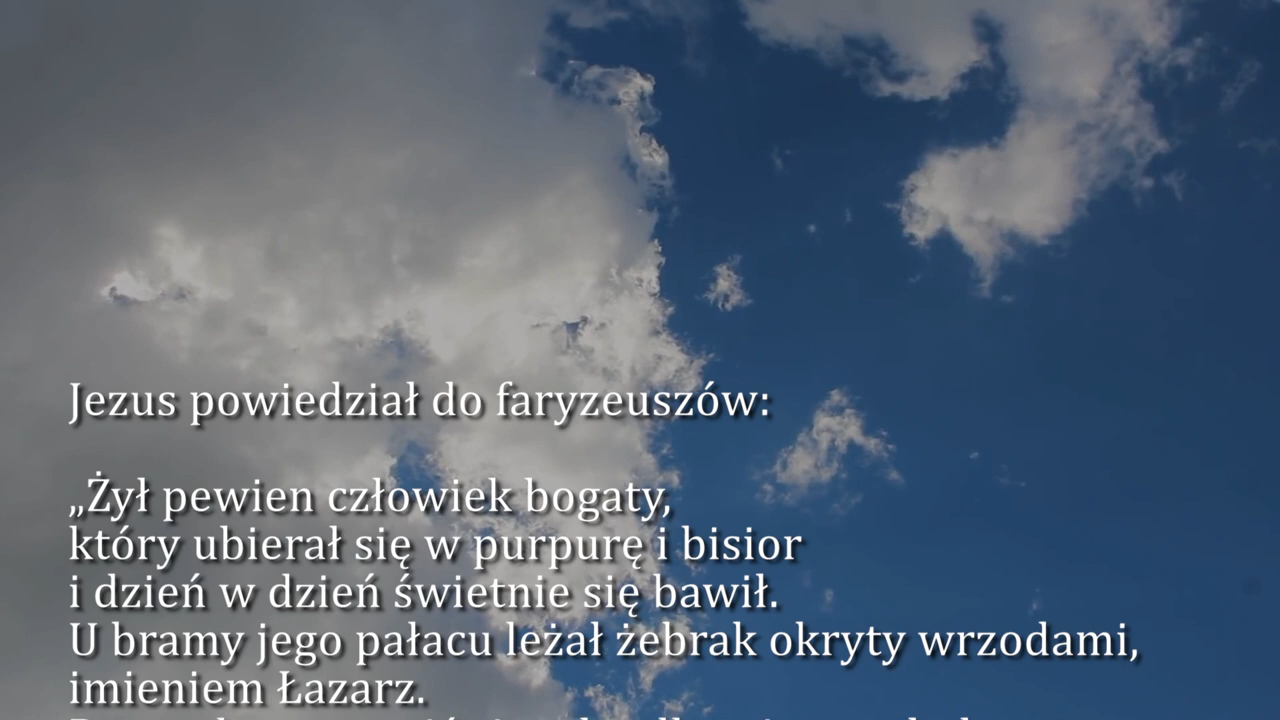 Jezus powiedział do faryzeuszów:
„Żył pewien człowiek bogaty,
który ubierał się w purpurę i bisior
i dzień w dzień świetnie się bawił.
U bramy jego pałacu leżał żebrak okryty wrzodami,
imieniem Łazarz.